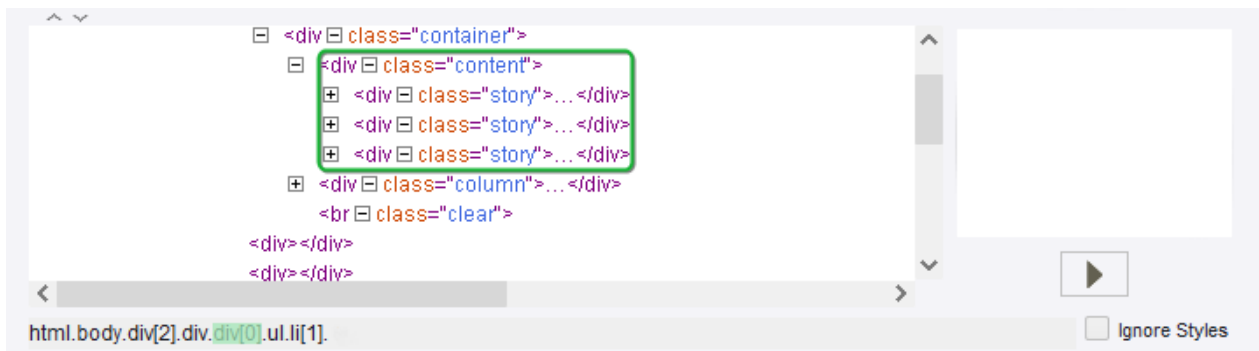 <div class="container">
<div class="content">
<div class="story">...</div>
<div class="story">...</div>
<div class="story">...</div>
<div class="column">...</div>
<br class="clear">
<div></div>
<div></div>
html.body.div[2].div.div[0].ul.li[1].
Ignore Styles